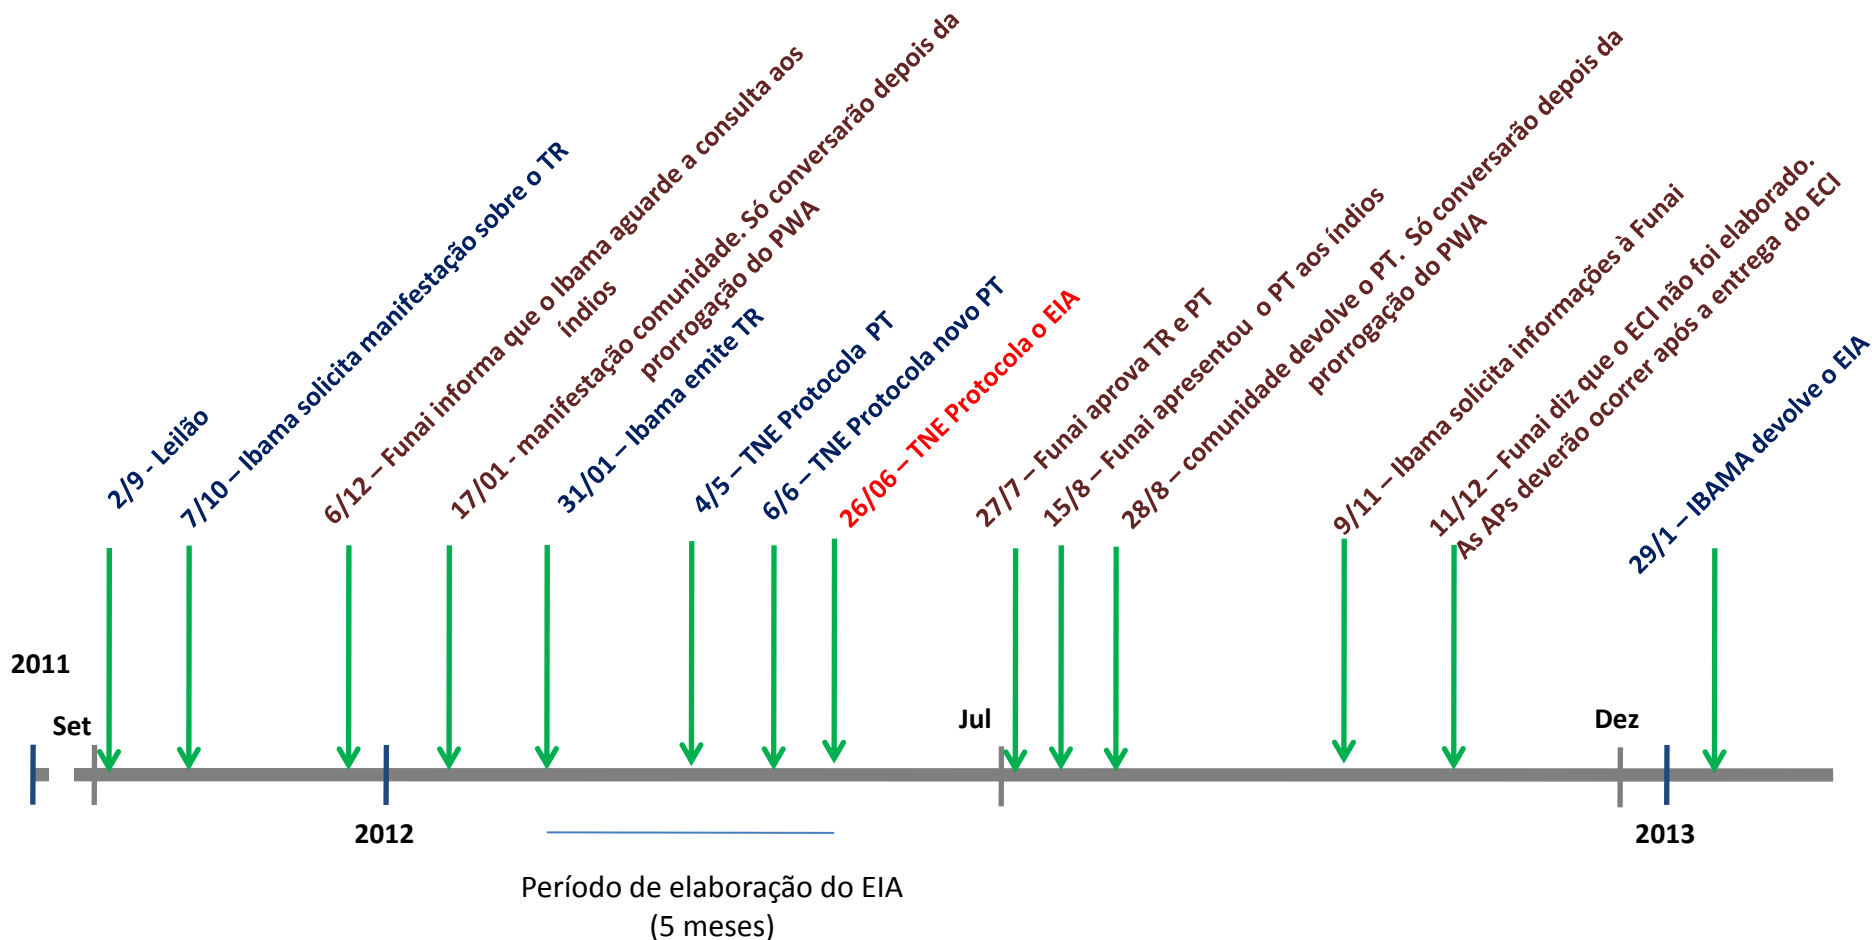 2/9 - Leilão
7/10 – Ibama solicita manifestação sobre o TR
6/12 – Funai informa que o Ibama aguarde a consulta aos
índios
17/01 - manifestação comunidade. Só conversarão depois da
prorrogação do PWA
31/01 – Ibama emite TR
4/5 – TNE Protocola PT
6/6 – TNE Protocola novo PT
26/06 – TNE Protocola o EIA
27/7 – Funai aprova TR e PT
15/8 – Funai apresentou o PT aos índios
28/8 – comunidade devolve o PT. Só conversarão depois da
prorrogação do PWA
9/11 – Ibama solicita informações à Funai
11/12 – Funai diz que o ECI não foi elaborado.
As APs deverão ocorrer após a entrega do ECI
29/1 – IBAMA devolve o EIA
2011
Set
Jul
Dez
2012
2013
Período de elaboração do EIA
(5 meses)